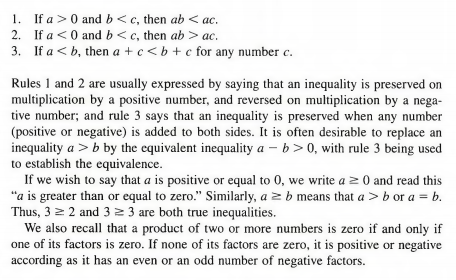 1. If a > 0 and b < c, then ab < ac.
2. If a < 0 and b < c, then ab > ac.
3. If a < b, then a + c < b + c for any number c.
Rules 1 and 2 are usually expressed by saying that an inequality is preserved on
multiplication by a positive number, and reversed on multiplication by a nega-
tive number; and rule 3 says that an inequality is preserved when any number
(positive or negative) is added to both sides. It is often desirable to replace an
inequality a > b by the equivalent inequality a − b > 0, with rule 3 being used
to establish the equivalence.
If we wish to say that a is positive or equal to 0, we write a ≥ 0 and read this
“a is greater than or equal to zero.” Similarly, a ≥ b means that a > b or a = b.
Thus, 3 ≥ 2 and 3 ≥ 3 are both true inequalities.
We also recall that a product of two or more numbers is zero if and only if
one of its factors is zero. If none of its factors are zero, it is positive or negative
according as it has an even or an odd number of negative factors.